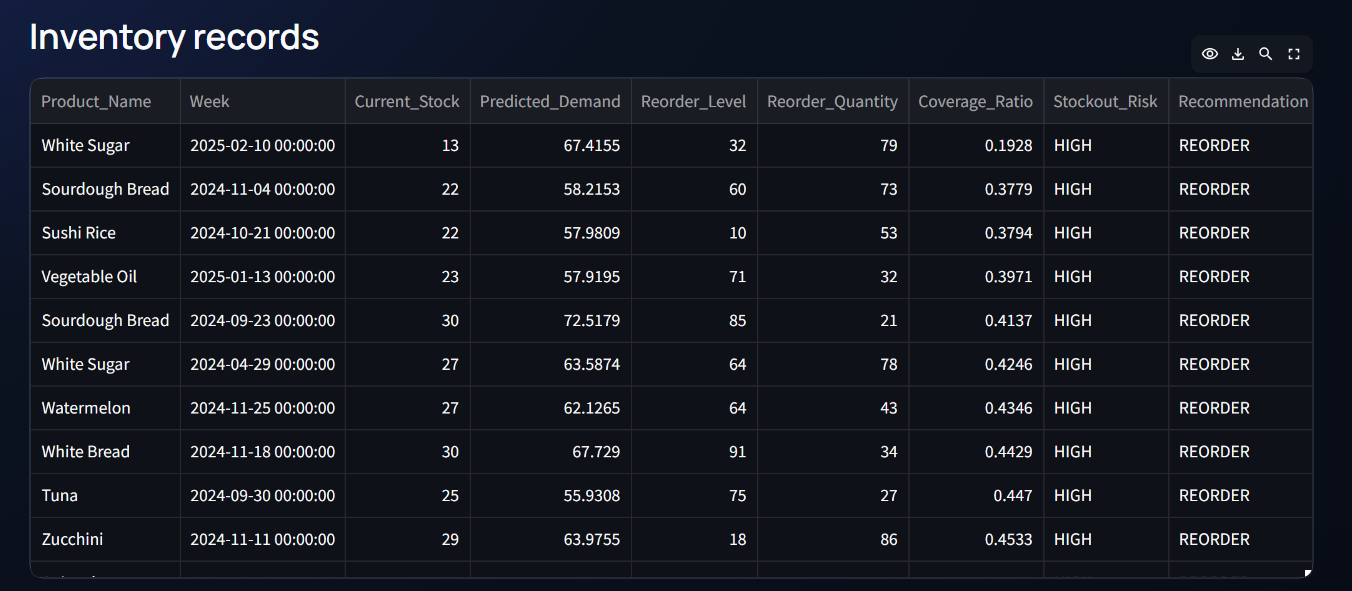 Inventory records
Product_Name Week Current_Stock Predicted_Demand Reorder_Level Reorder_Quantity Coverage_Ratio Stockout_Risk Recommendation
White Sugar 2025-02-10 00:00:00 13 67.4155 32 79 0.1928 HIGH REORDER
Sourdough Bread 2024-11-04 00:00:00 22 58.2153 60 73 0.3779 HIGH REORDER
Sushi Rice 2024-10-21 00:00:00 22 57.9809 10 53 0.3794 HIGH REORDER
Vegetable Oil 2025-01-13 00:00:00 23 57.9195 71 32 0.3971 HIGH REORDER
Sourdough Bread 2024-09-23 00:00:00 30 72.5179 85 21 0.4137 HIGH REORDER
White Sugar 2024-04-29 00:00:00 27 63.5874 64 78 0.4246 HIGH REORDER
Watermelon 2024-11-25 00:00:00 27 62.1265 64 43 0.4346 HIGH REORDER
White Bread 2024-11-18 00:00:00 30 67.729 91 34 0.4429 HIGH REORDER
Tuna 2024-09-30 00:00:00 25 55.9308 75 27 0.447 HIGH REORDER
Zucchini 2024-11-11 00:00:00 29 63.9755 18 86 0.4533 HIGH REORDER